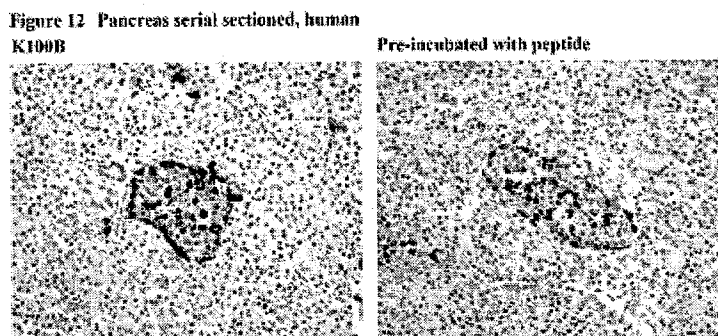 Figure 12 Pancreas serial sectioned, human
K100B
Pre-incubated with peptide